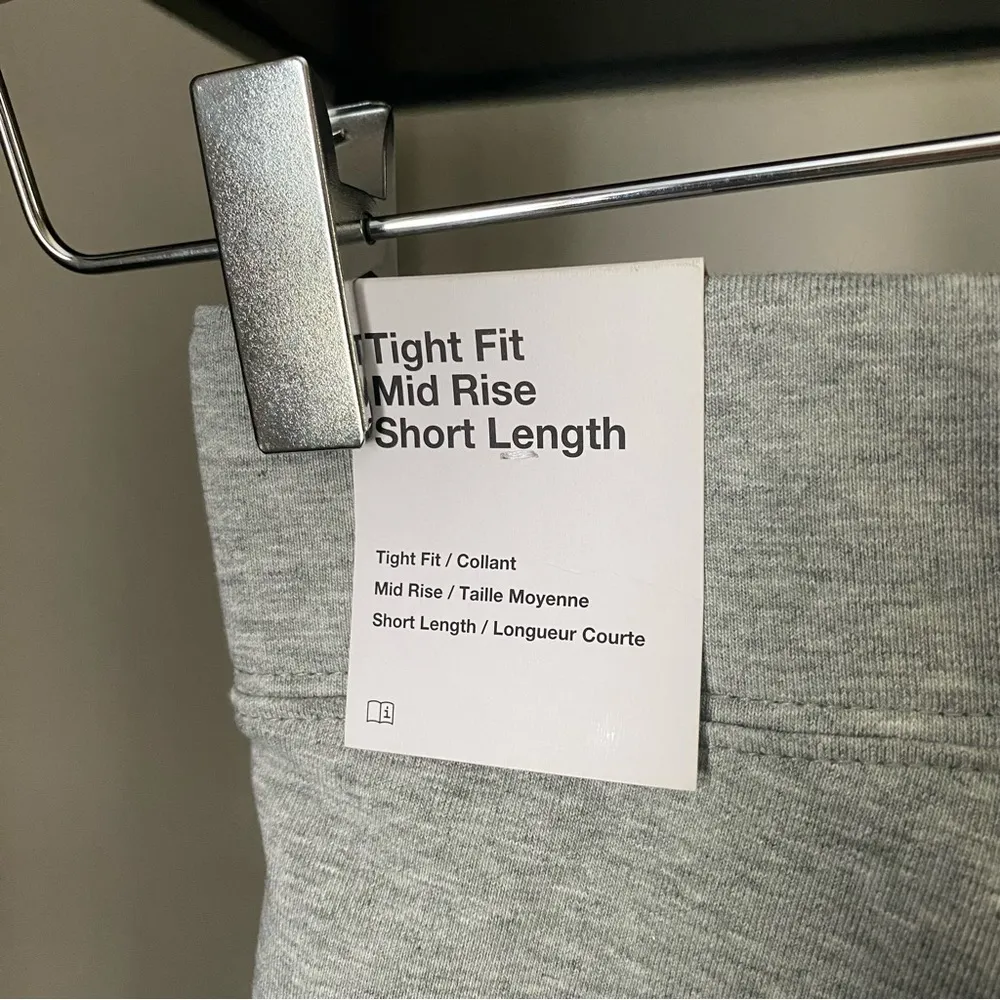 Tight Fit
Mid Rise
Short Length
Tight Fit / Collant
Mid Rise / Taille Moyenne
Short Length / Longueur Courte
i